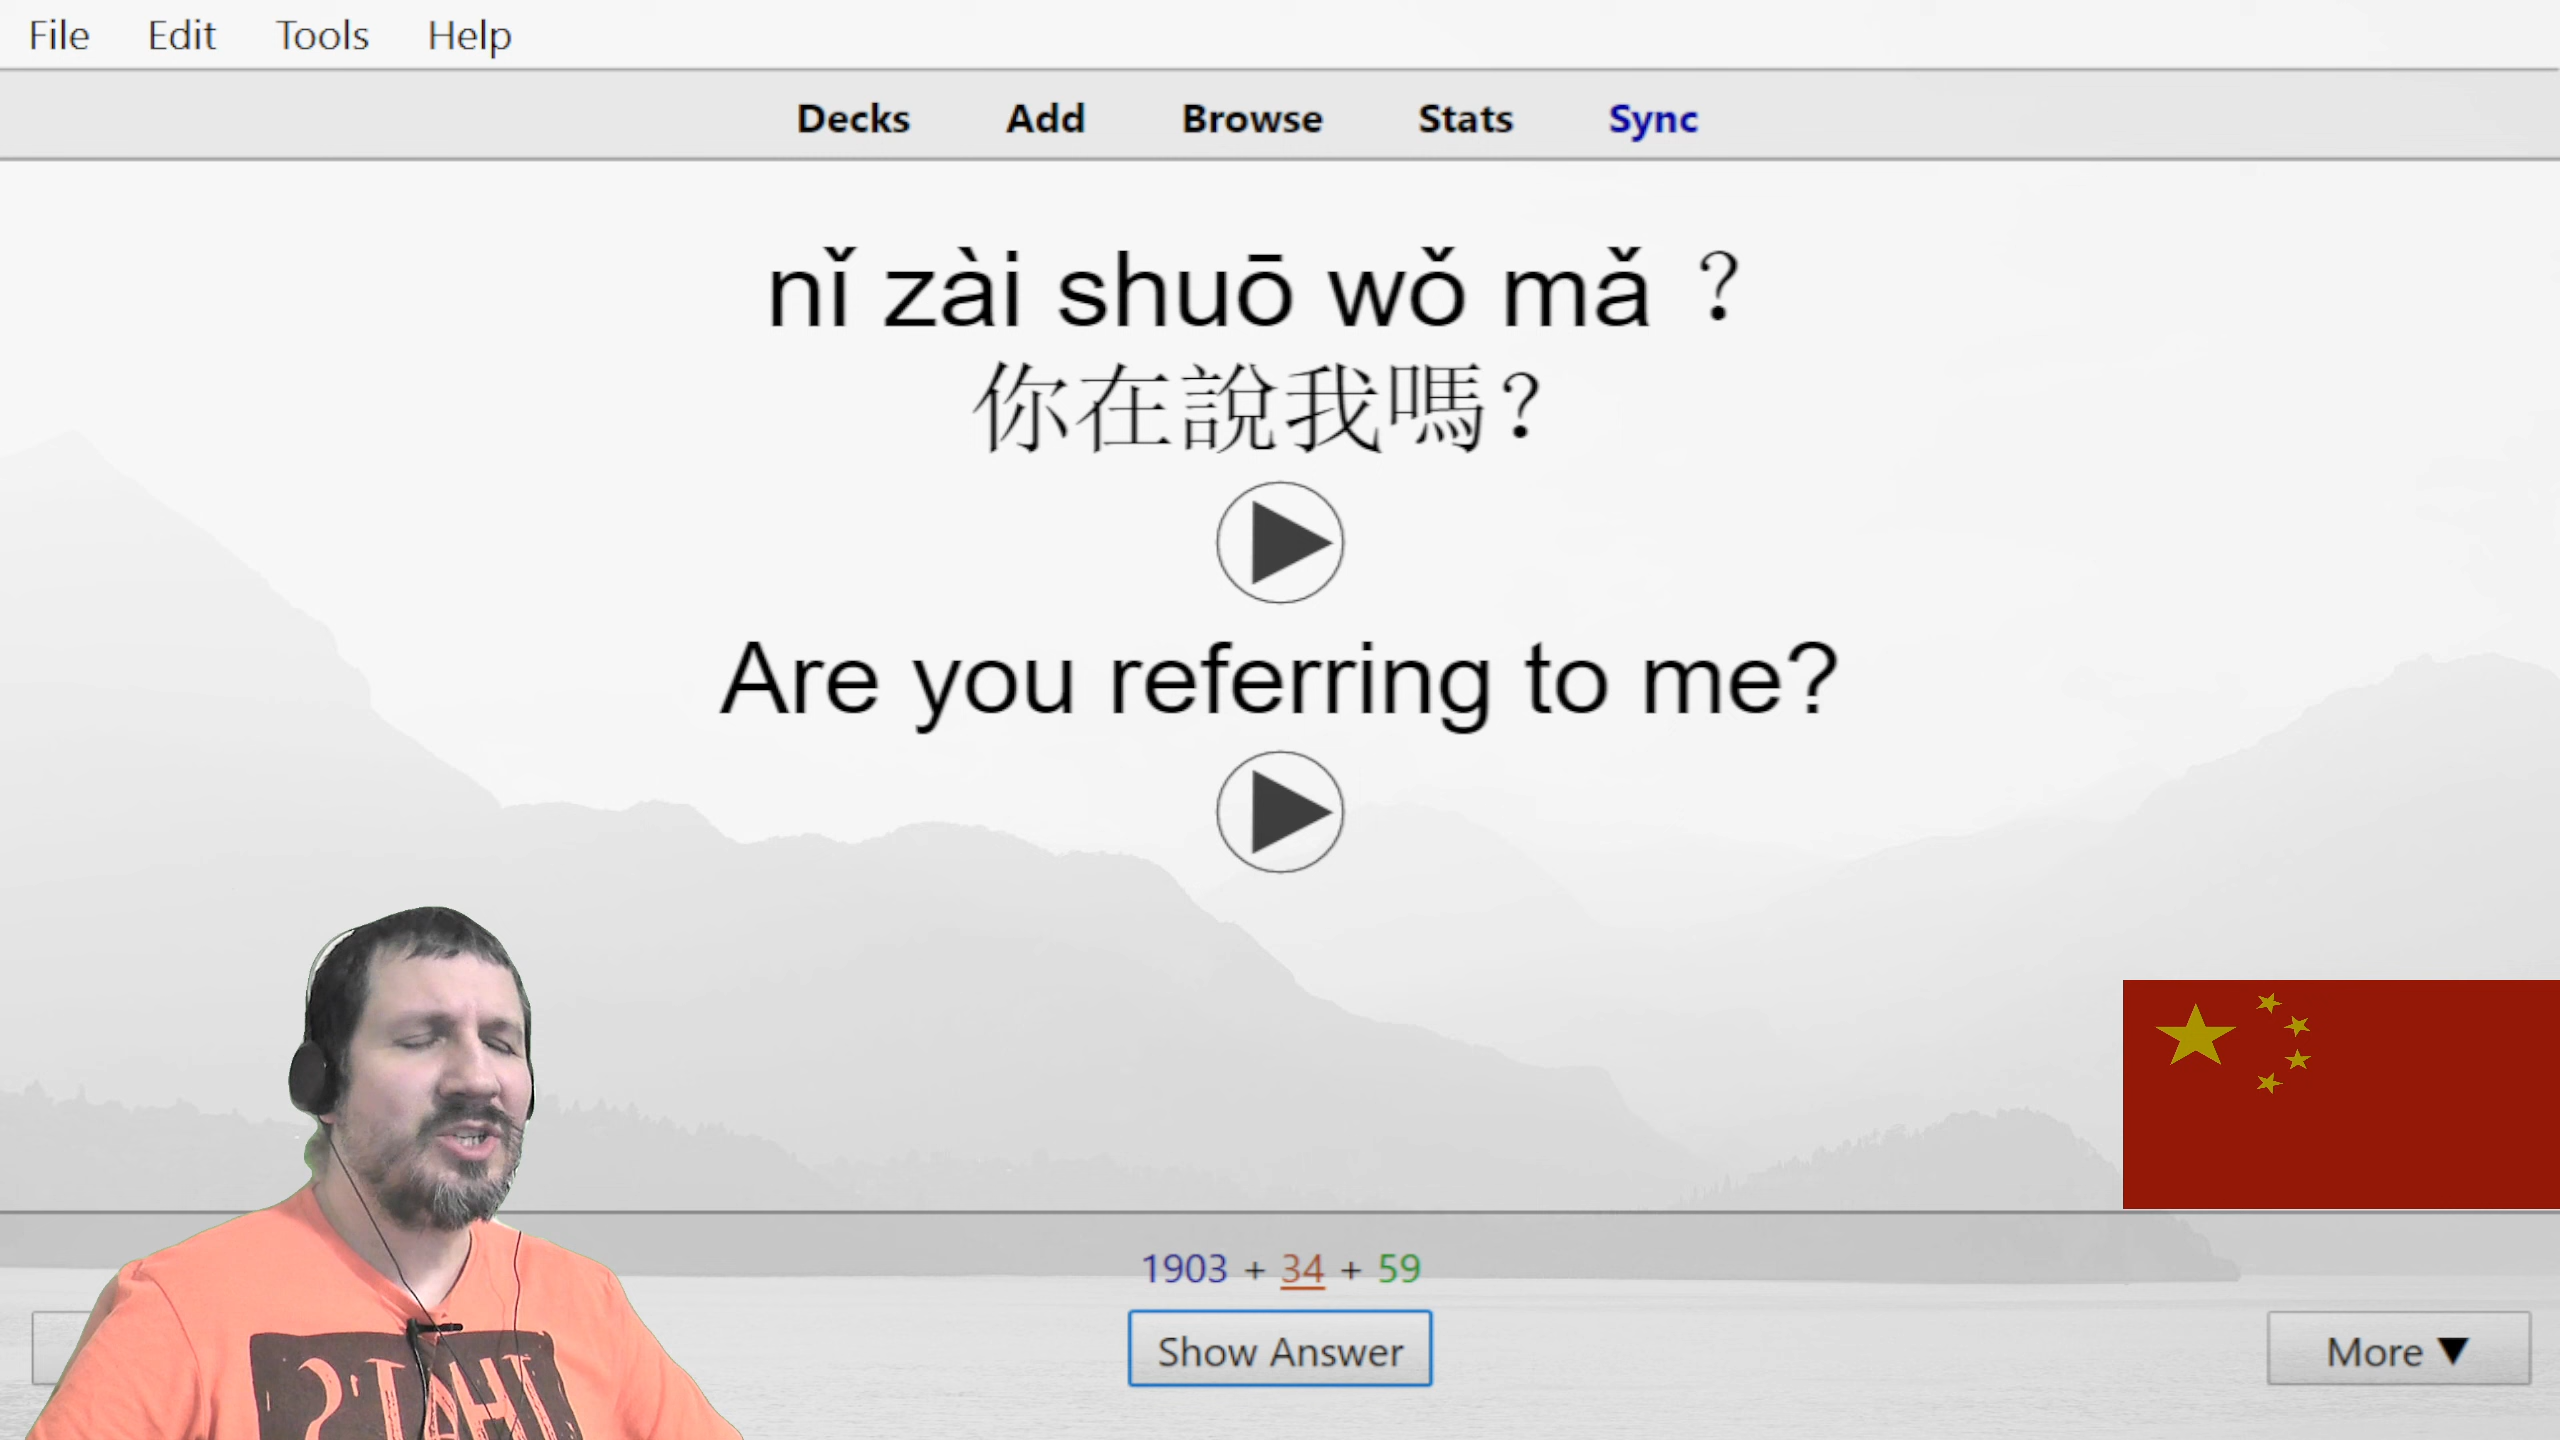 File Edit Tools Help
Decks Add Browse Stats Sync
nǐ zài shuō wǒ mǎ ？
你在說我嗎？
Are you referring to me?
1903 + 34 + 59
Show Answer
More ▼